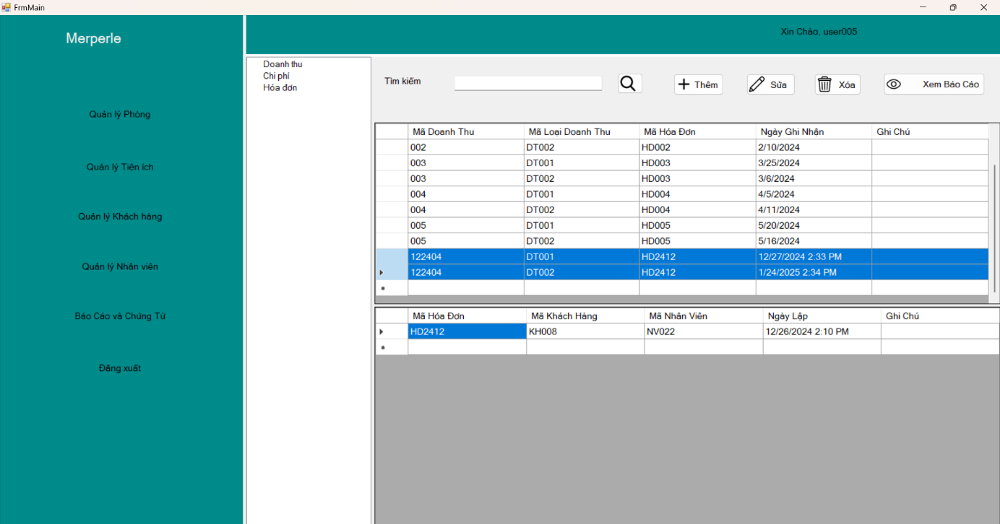 FrmMain
Merperle
Xin Chào, user005
Quản lý Phòng
Quản lý Tiện ích
Quản lý Khách hàng
Quản lý Nhân viên
Báo Cáo và Chứng Từ
Đăng xuất
Doanh thu
Chi phí
Hóa đơn
Tìm kiếm
Thêm
Sửa
Xóa
Xem Báo Cáo
Mã Doanh Thu Mã Loại Doanh Thu Mã Hóa Đơn Ngày Ghi Nhận Ghi Chú
002 DT002 HD002 2/10/2024
003 DT001 HD003 3/25/2024
003 DT002 HD003 3/6/2024
004 DT001 HD004 4/5/2024
004 DT002 HD004 4/11/2024
005 DT001 HD005 5/20/2024
005 DT002 HD005 5/16/2024
122404 DT001 HD2412 12/27/2024 2:33 PM
122404 DT002 HD2412 1/24/2025 2:34 PM
Mã Hóa Đơn Mã Khách Hàng Mã Nhân Viên Ngày Lập Ghi Chú
HD2412 KH008 NV022 12/26/2024 2:10 PM